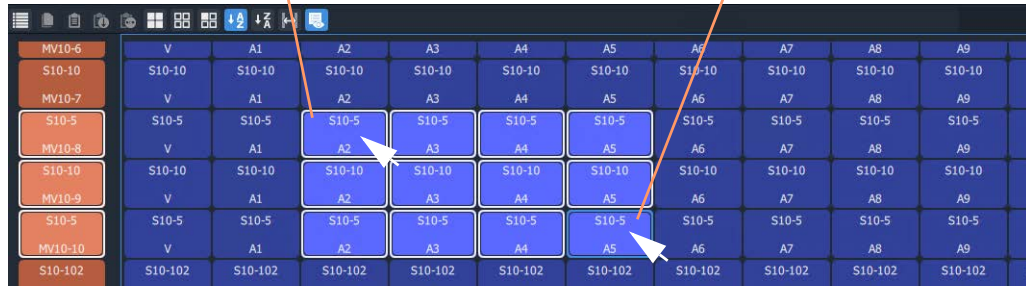 MV10-6 V A1 A2 A3 A4 A5 A6 A7 A8 A9
S10-10 S10-10 S10-10 S10-10 S10-10 S10-10 S10-10 S10-10 S10-10 S10-10 S10-10
MV10-7 V A1 A2 A3 A4 A5 A6 A7 A8 A9
S10-5 S10-5 S10-5 S10-5 S10-5 S10-5 S10-5 S10-5 S10-5 S10-5 S10-5
MV10-8 V A1 A2 A3 A4 A5 A6 A7 A8 A9
S10-10 S10-10 S10-10 S10-10 S10-10 S10-10 S10-10 S10-10 S10-10 S10-10 S10-10
MV10-9 V A1 A2 A3 A4 A5 A6 A7 A8 A9
S10-5 S10-5 S10-5 S10-5 S10-5 S10-5 S10-5 S10-5 S10-5 S10-5 S10-5
MV10-10 V A1 A2 A3 A4 A5 A6 A7 A8 A9
S10-102 S10-102 S10-102 S10-102 S10-102 S10-102 S10-102 S10-102 S10-102 S10-102 S10-102